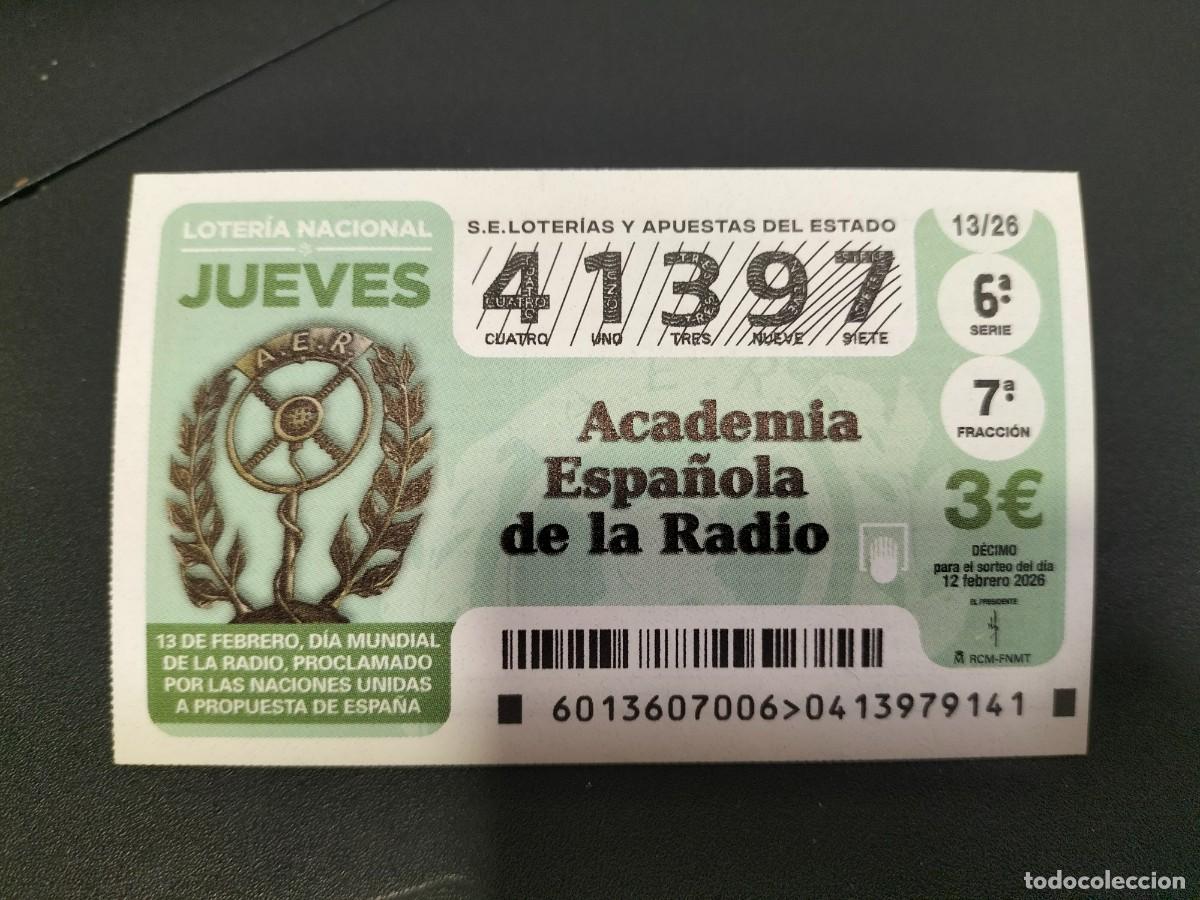 LOTERÍA NACIONAL
JUEVES
A.E.R.
13 DE FEBRERO, DÍA MUNDIAL
DE LA RADIO, PROCLAMADO
POR LAS NACIONES UNIDAS
A PROPUESTA DE ESPAÑA
S.E.LOTERÍAS Y APUESTAS DEL ESTADO
41397
CUATRO UNO TRES NUEVE SIETE
Academia
Española
de la Radio
13/26
6ª
SERIE
7ª
FRACCIÓN
3€
DÉCIMO
para el sorteo del día
12 febrero 2026
EL PRESIDENTE
RCM-FNMT
6013607006>0413979141
todocoleccion